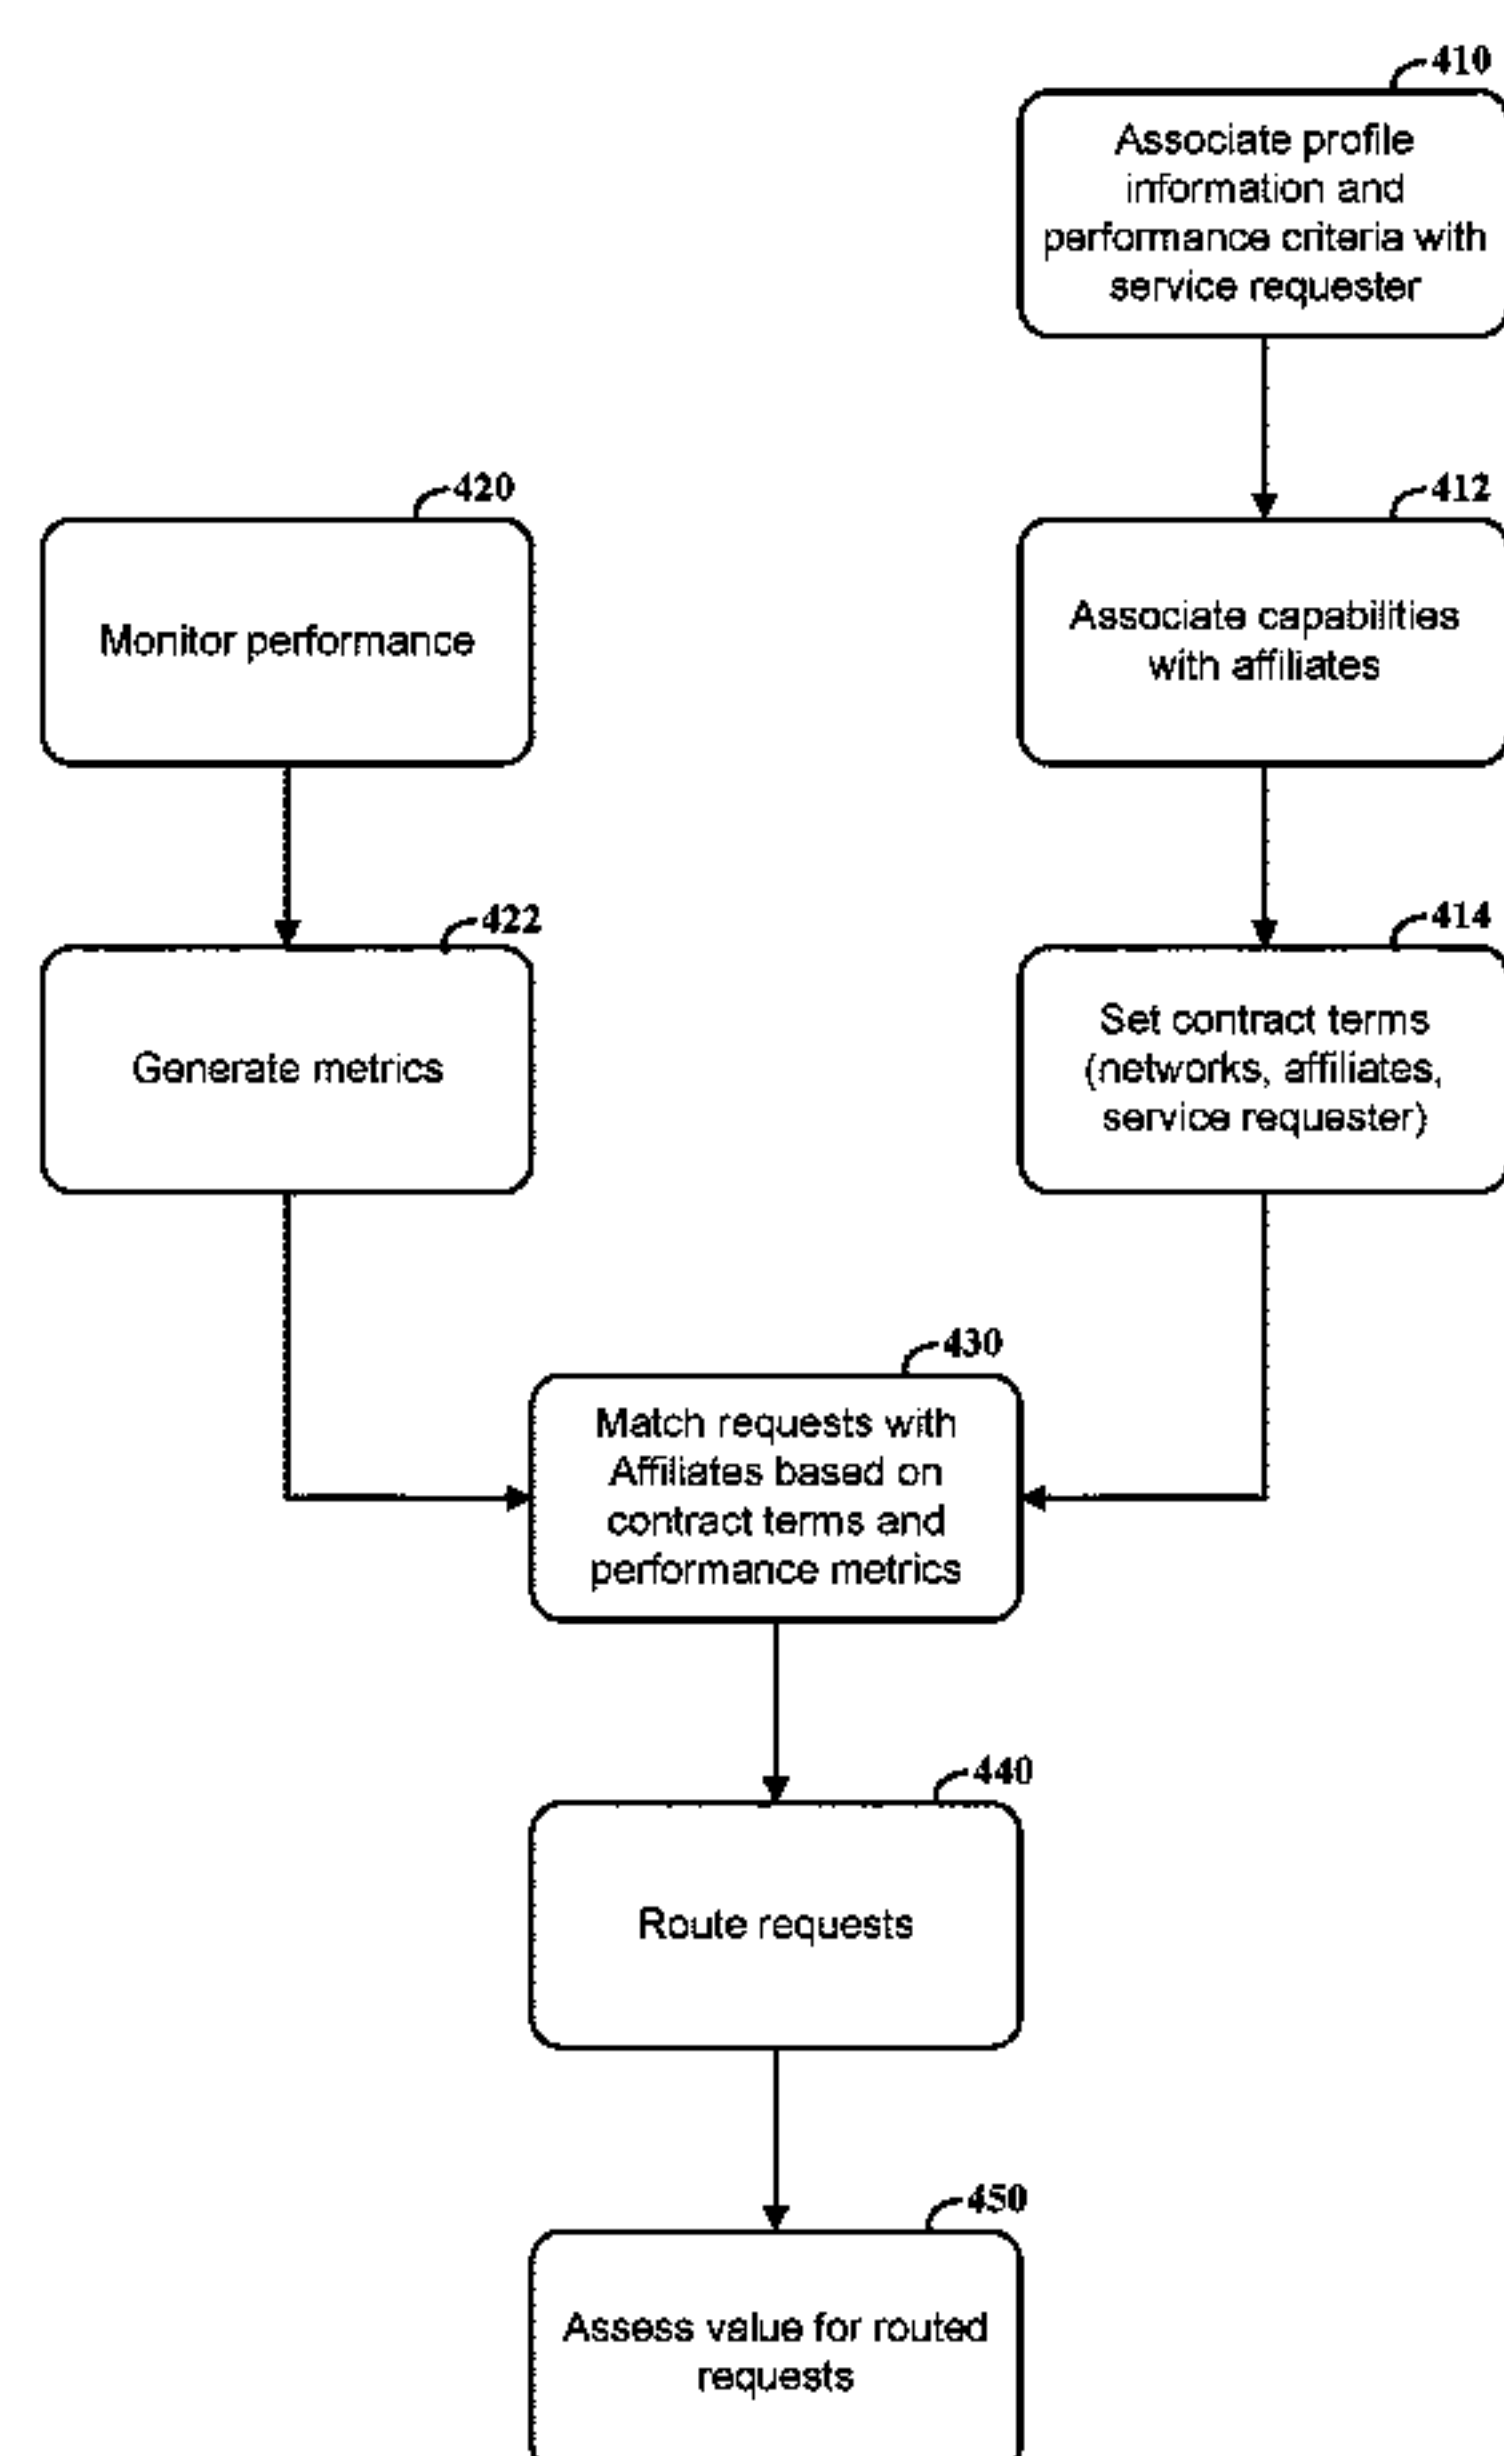 410
Associate profile
information and
performance criteria with
service requester
420
Monitor performance
412
Associate capabilities
with affiliates
422
Generate metrics
414
Set contract terms
(networks, affiliates,
service requester)
430
Match requests with
Affiliates based on
contract terms and
performance metrics
440
Route requests
450
Assess value for routed
requests